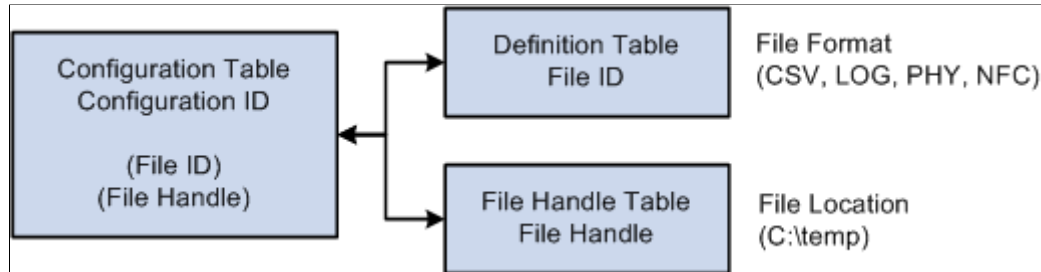 Configuration Table
Configuration ID
(File ID)
(File Handle)
Definition Table
File ID
File Format
(CSV, LOG, PHY, NFC)
File Handle Table
File Handle
File Location
(C:\temp)